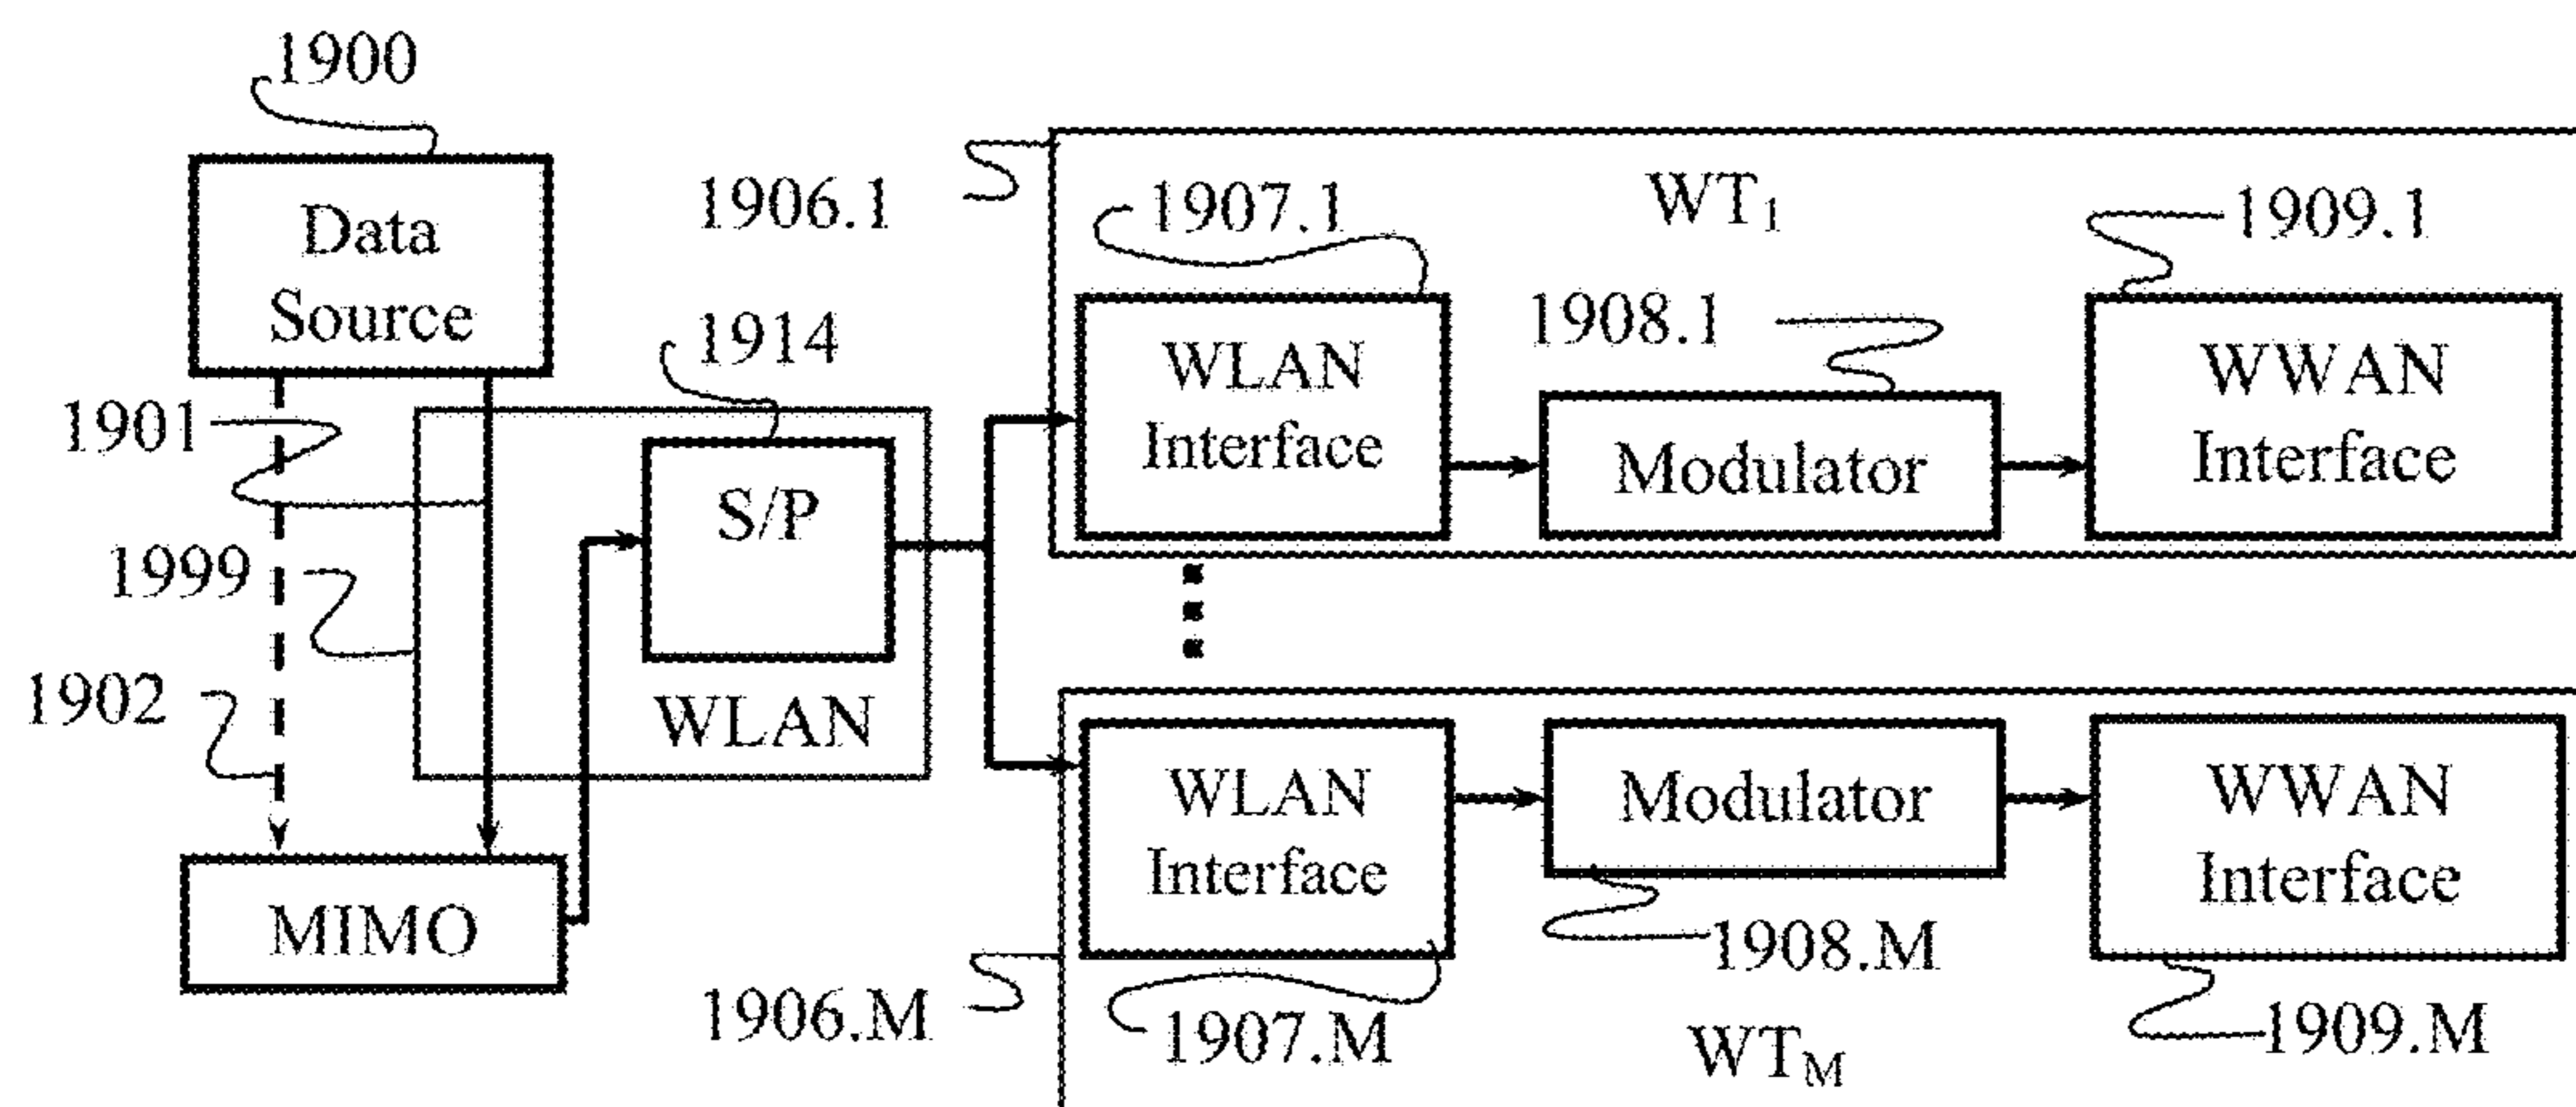 1900
Data
Source
1901
1999
1902
MIMO
1914
S/P
WLAN
1906.1
1907.1
WT₁
1909.1
WLAN
Interface
1908.1
Modulator
WWAN
Interface
WLAN
Interface
Modulator
WWAN
Interface
1906.M
1907.M
1908.M
WTM
1909.M